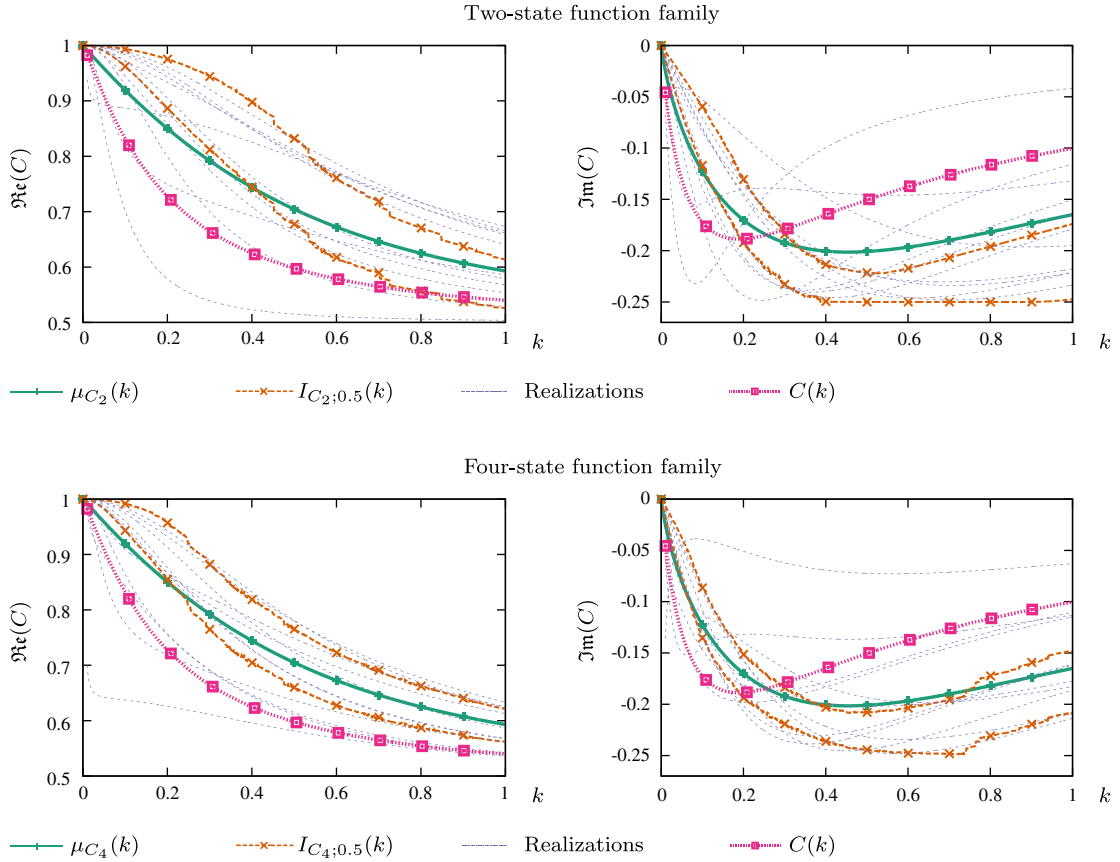 Two-state function family
1
0.9
0.8
0.7
0.6
0.5
ℜe(C)
0 0.2 0.4 0.6 0.8 1 k
0
-0.05
-0.1
-0.15
-0.2
-0.25
ℑm(C)
0 0.2 0.4 0.6 0.8 1 k
μ_{C_2}(k) I_{C_2;0.5}(k) Realizations C(k)
Four-state function family
1
0.9
0.8
0.7
0.6
0.5
ℜe(C)
0 0.2 0.4 0.6 0.8 1 k
0
-0.05
-0.1
-0.15
-0.2
-0.25
ℑm(C)
0 0.2 0.4 0.6 0.8 1 k
μ_{C_4}(k) I_{C_4;0.5}(k) Realizations C(k)